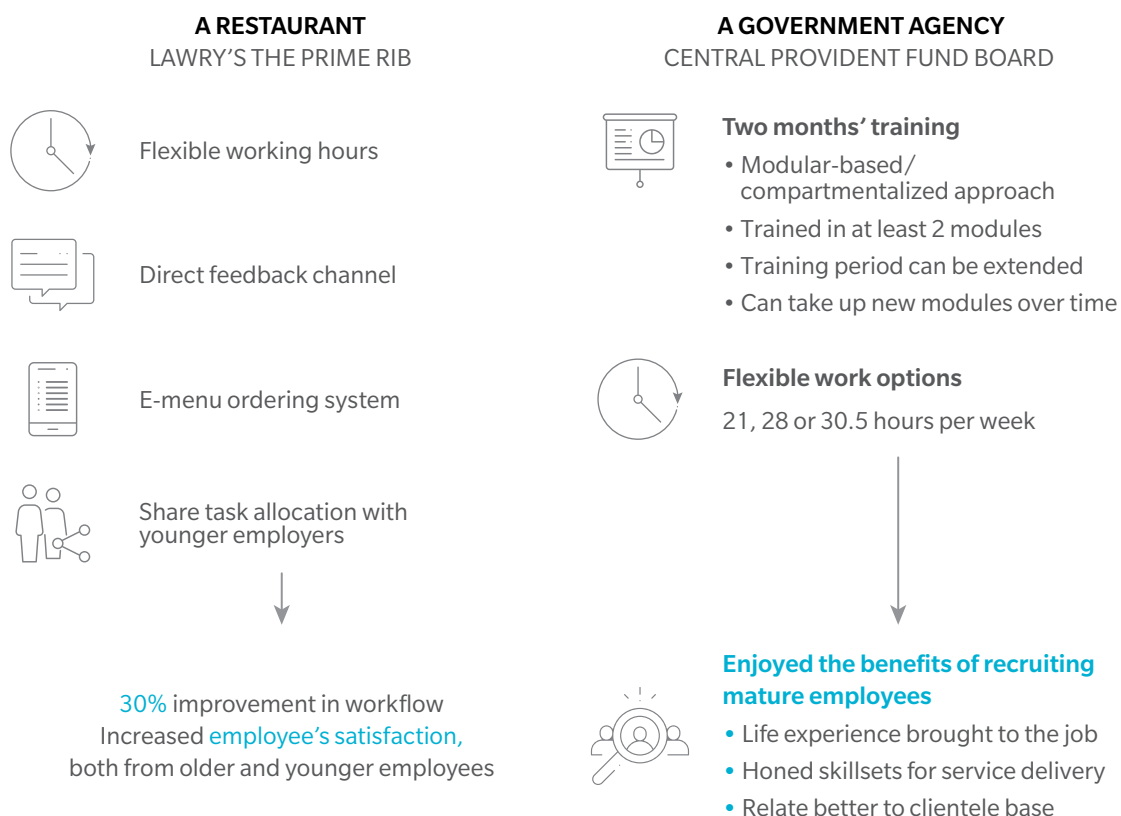 A RESTAURANT
LAWRY’S THE PRIME RIB
Flexible working hours
Direct feedback channel
E-menu ordering system
Share task allocation with
younger employers
30% improvement in workflow
Increased employee’s satisfaction,
both from older and younger employees
A GOVERNMENT AGENCY
CENTRAL PROVIDENT FUND BOARD
Two months’ training
• Modular-based/
compartmentalized approach
• Trained in at least 2 modules
• Training period can be extended
• Can take up new modules over time
Flexible work options
21, 28 or 30.5 hours per week
Enjoyed the benefits of recruiting
mature employees
• Life experience brought to the job
• Honed skillsets for service delivery
• Relate better to clientele base